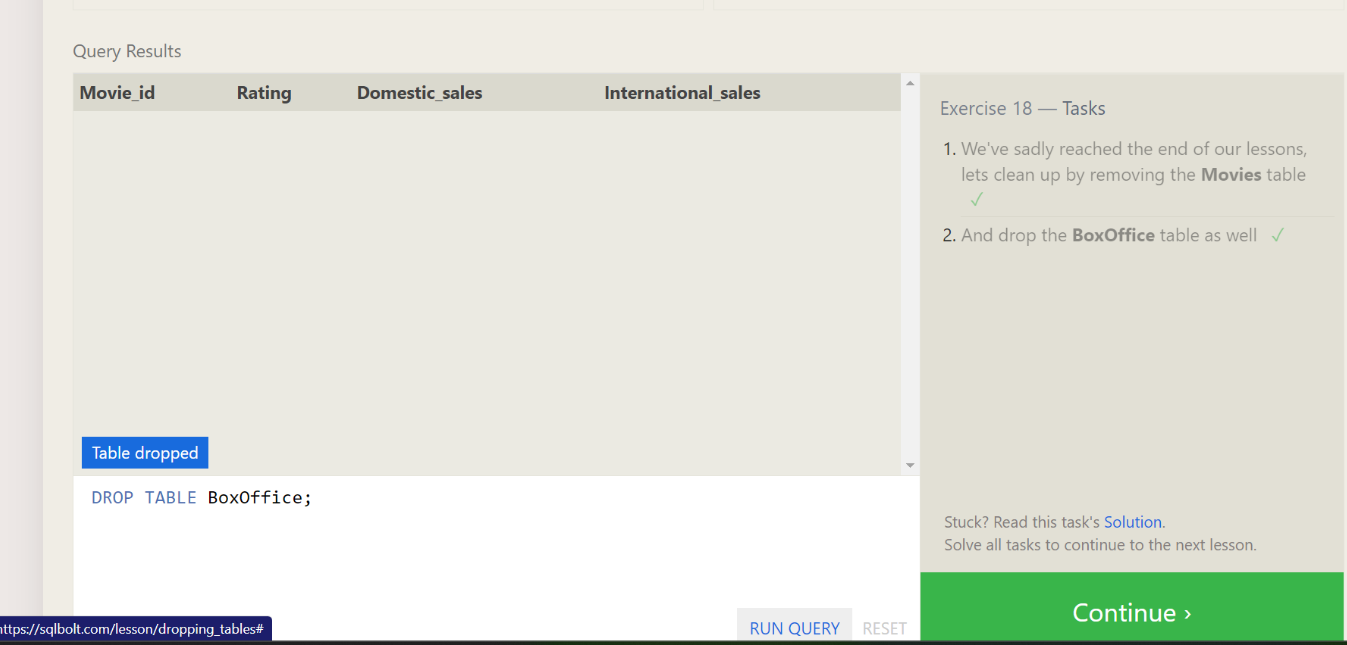 Query Results
Movie_id Rating Domestic_sales International_sales
Table dropped
DROP TABLE BoxOffice;
RUN QUERY RESET
Exercise 18 — Tasks
1. We've sadly reached the end of our lessons,
lets clean up by removing the Movies table
✓
2. And drop the BoxOffice table as well ✓
Stuck? Read this task's Solution.
Solve all tasks to continue to the next lesson.
Continue ›
ttps://sqlbolt.com/lesson/dropping_tables#